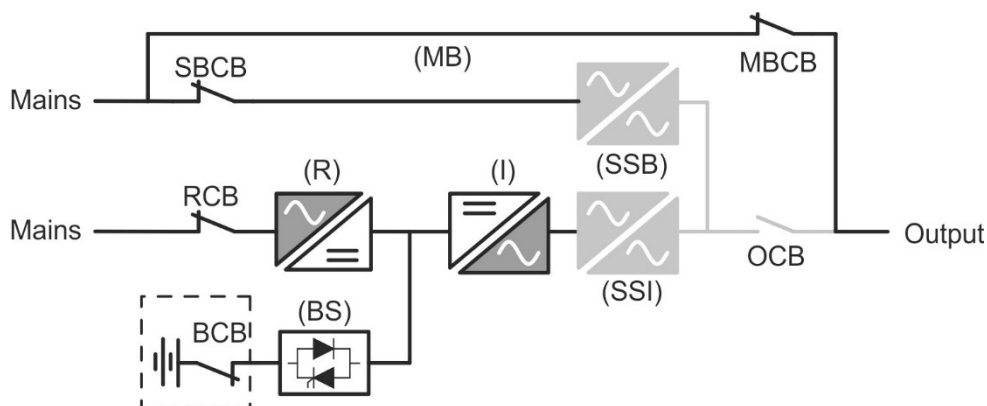 (MB)
MBCB
SBCB
Mains
(SSB)
(R)
(I)
RCB
Mains
Output
OCB
(SSI)
(BS)
BCB